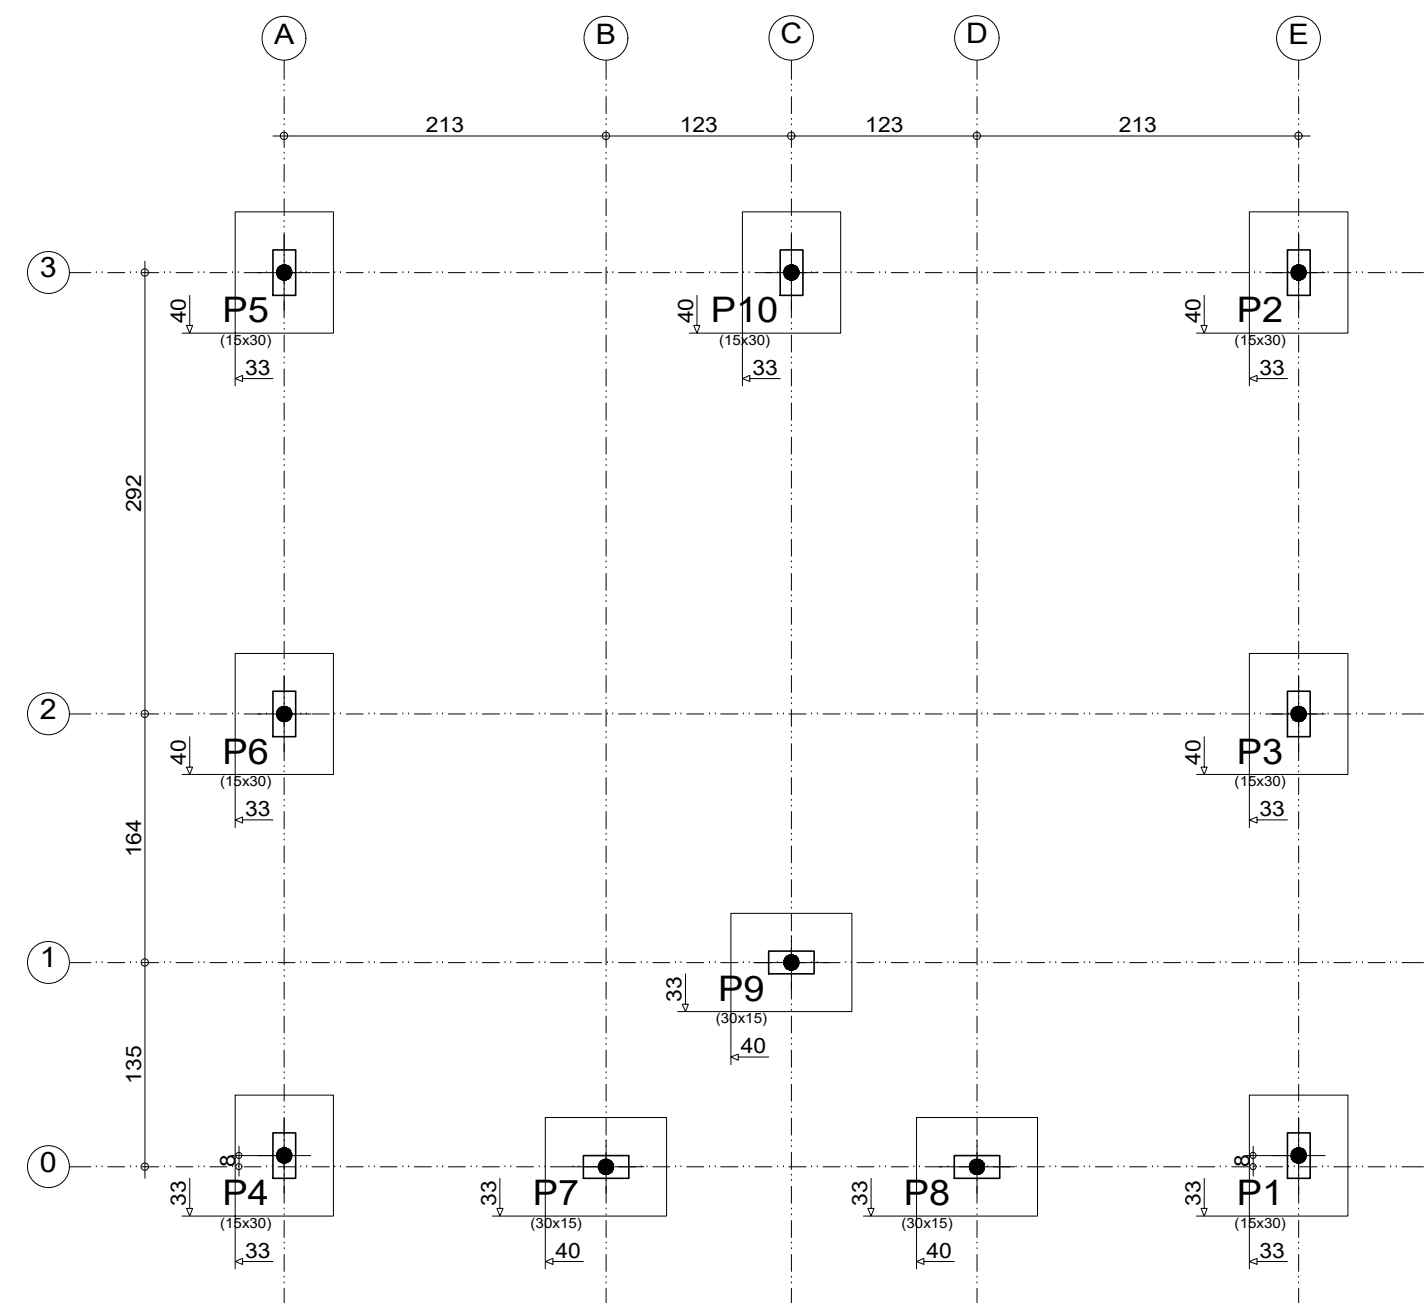 A B C D E
213 123 123 213
3
40 P5 40 P10 40 P2
(15x30) (15x30) (15x30)
33 33 33
292
2
40 P6 40 P3
(15x30) (15x30)
33 33
164
1
33 P9
(30x15)
40
135
0
8 8
33 P4 33 P7 33 P8 33 P1
(15x30) (30x15) (30x15) (15x30)
33 40 40 33